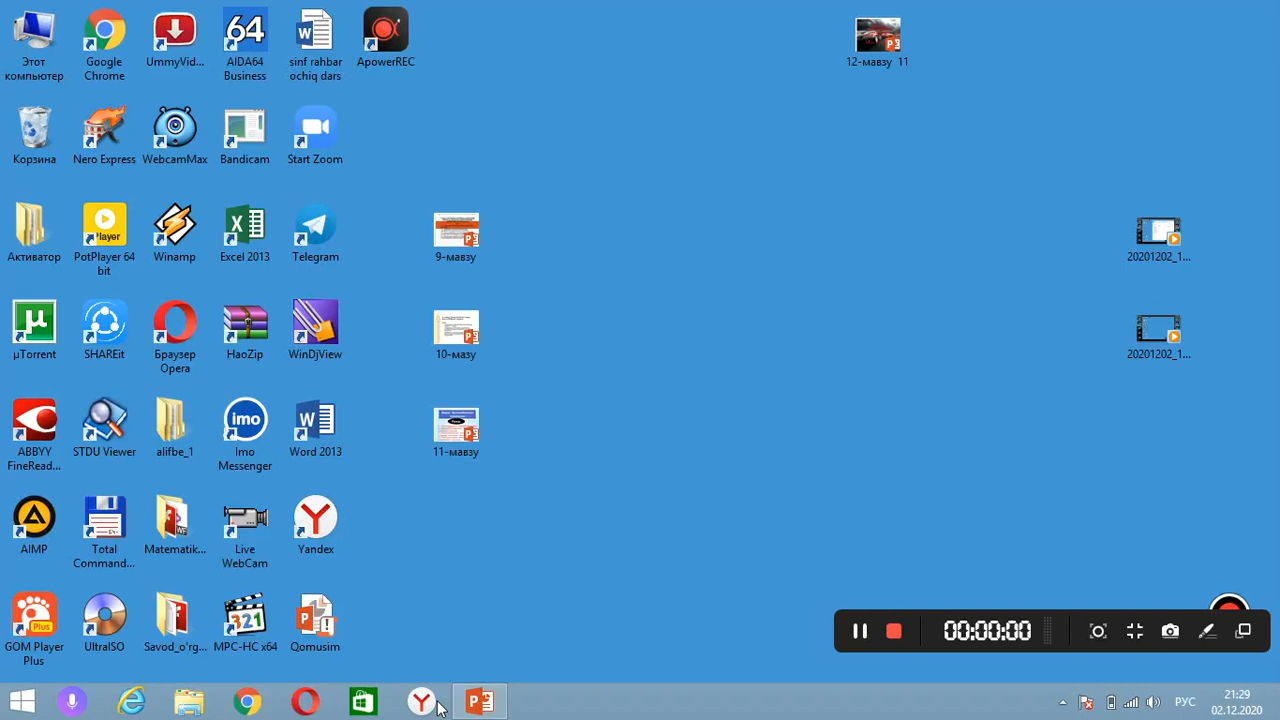 Этот
компьютер
Google
Chrome
UmmyVid...
64
AIDA64
Business
sinf rahbar
ochiq dars
ApowerREC
12-мавзу 11
Корзина
Nero Express
WebcamMax
Bandicam
Start Zoom
Активатор
Player
PotPlayer 64
bit
Winamp
Excel 2013
Telegram
9-мавзу
20201202_1...
µTorrent
SHAREit
Браузер
Opera
HaoZip
WinDjView
10-мазу
20201202_1...
ABBYY
FineRead...
STDU Viewer
alifbe_1
imo
Imo
Messenger
Word 2013
11-мавзу
AIMP
Total
Command...
Matematik...
Live
WebCam
Yandex
Plus
GOM Player
Plus
UltraISO
Savod_o'rg...
321
MPC-HC x64
Qomusim
00:00:00
РУС
21:29
02.12.2020